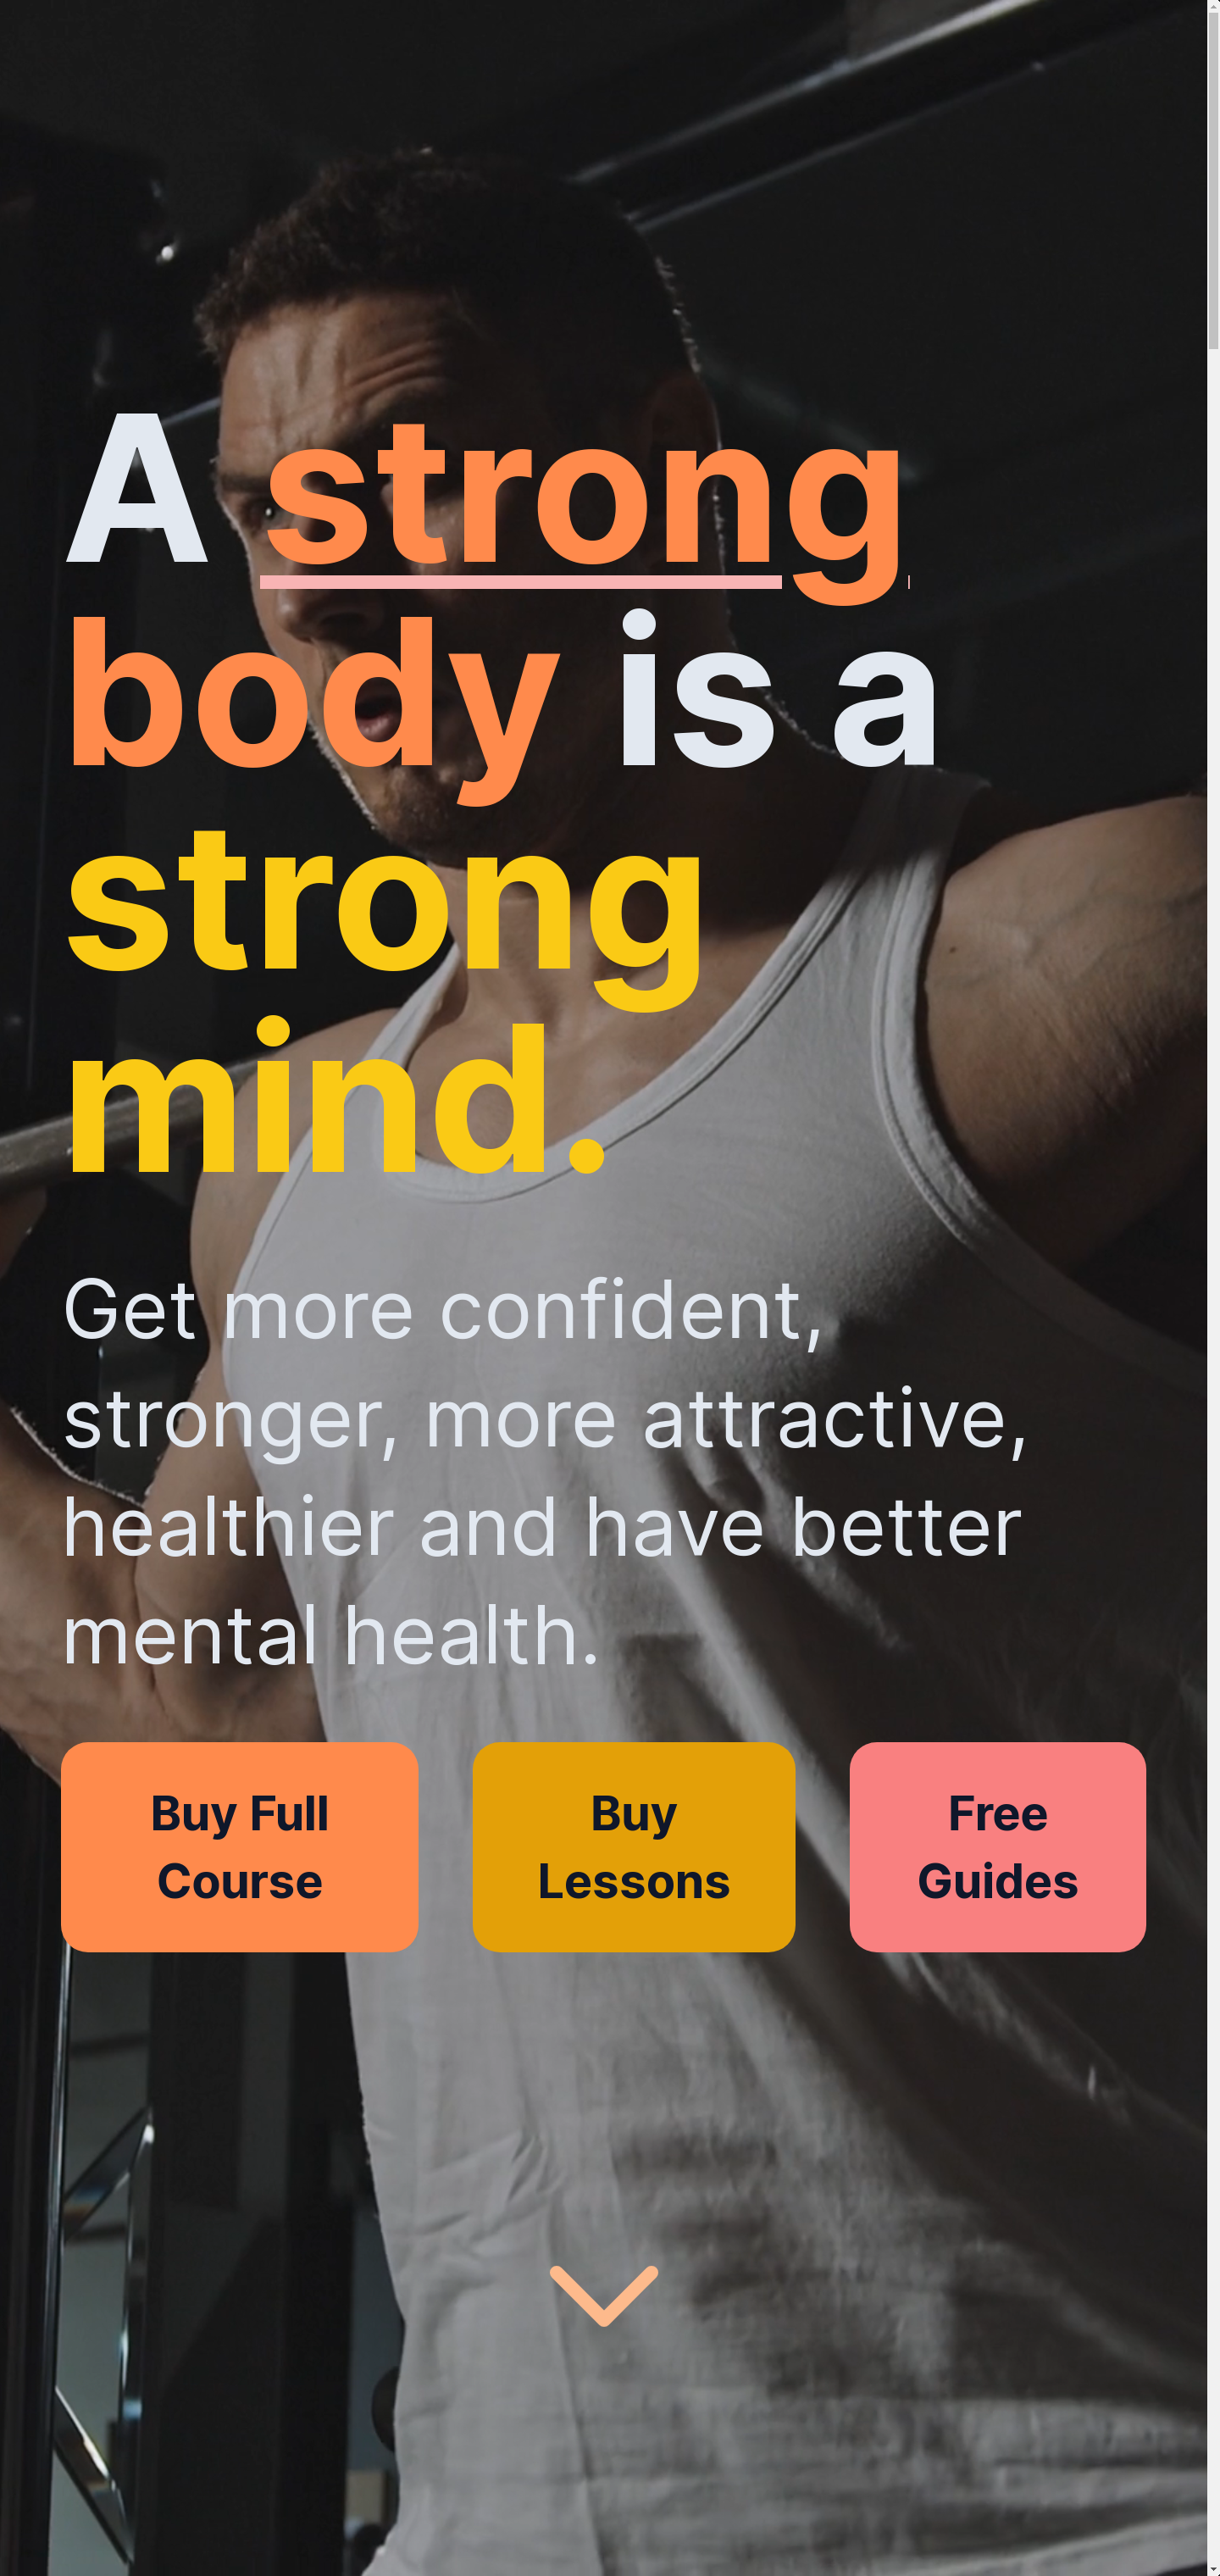 A strong
body is a
strong
mind.
Get more confident,
stronger, more attractive,
healthier and have better
mental health.
Buy Full
Course
Buy
Lessons
Free
Guides